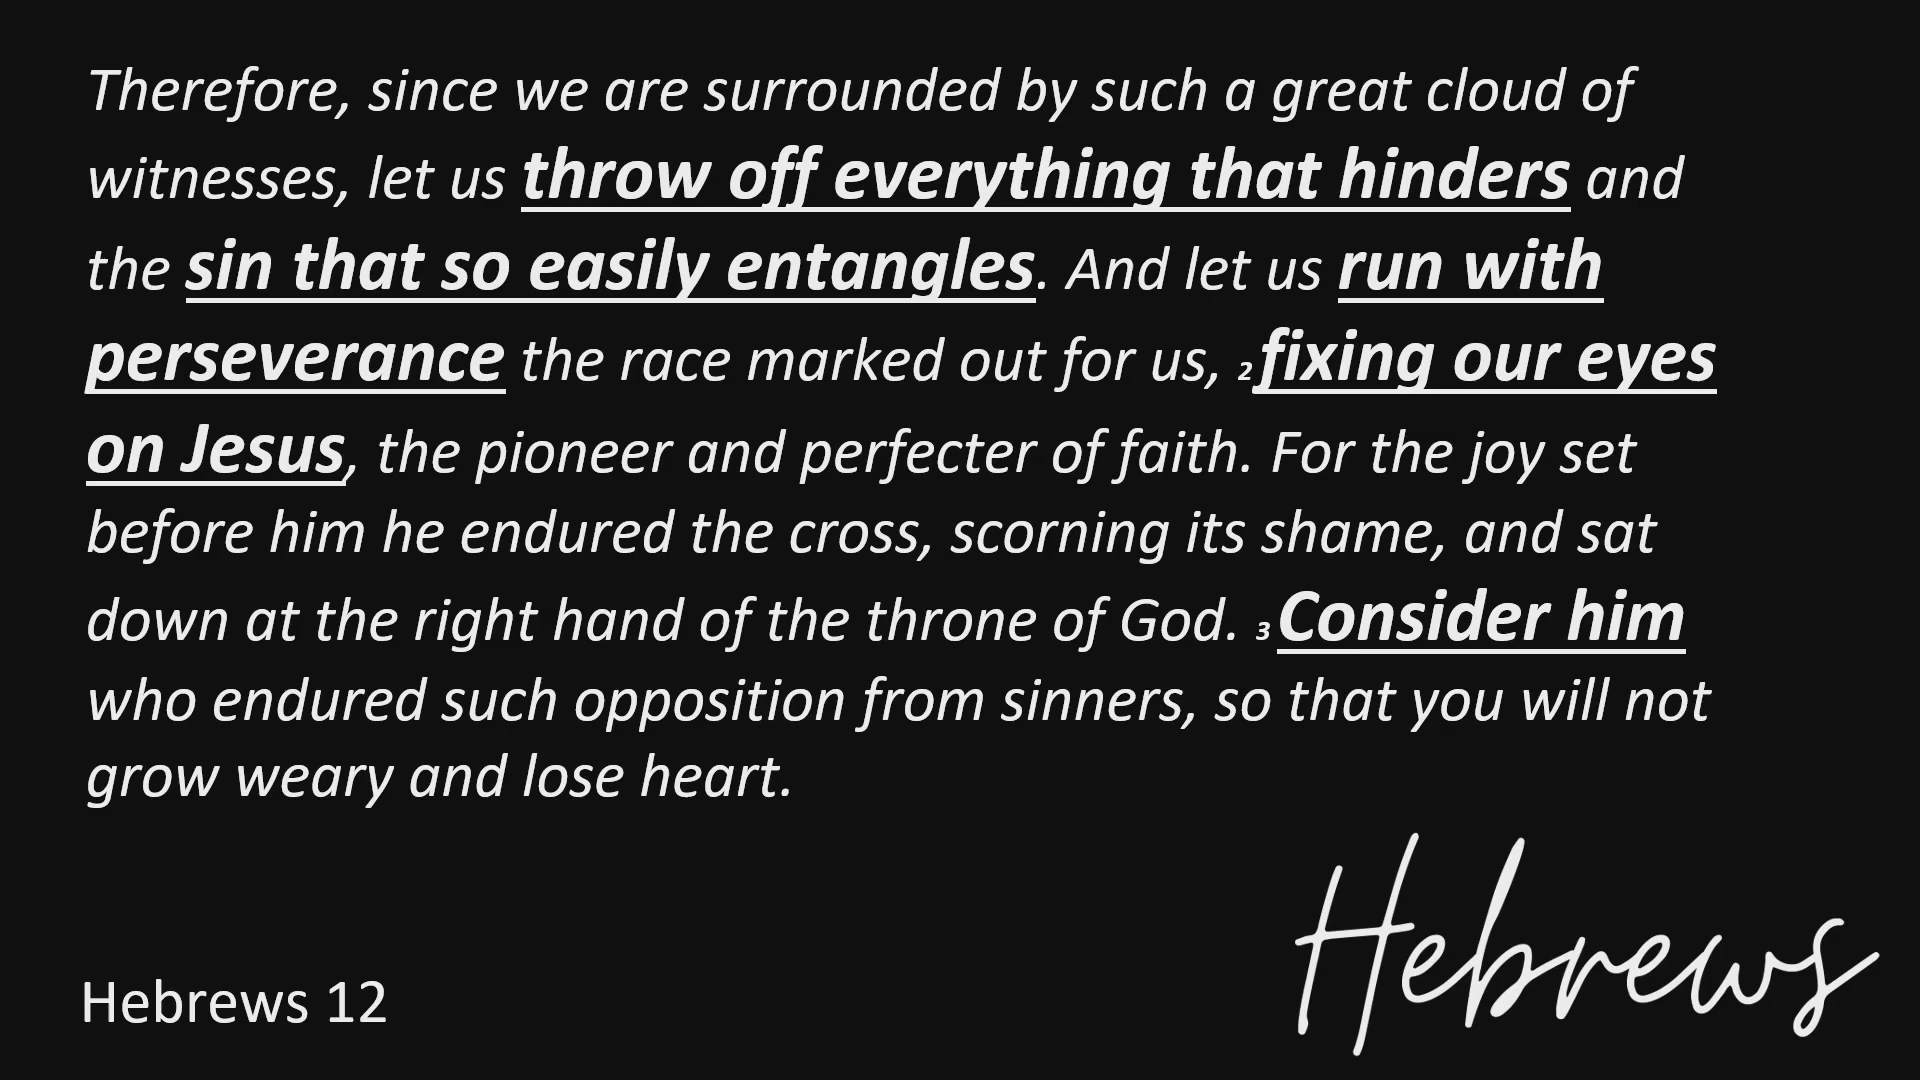 Therefore, since we are surrounded by such a great cloud of
witnesses, let us throw off everything that hinders and
the sin that so easily entangles. And let us run with
perseverance the race marked out for us, 2 fixing our eyes
on Jesus, the pioneer and perfecter of faith. For the joy set
before him he endured the cross, scorning its shame, and sat
down at the right hand of the throne of God. 3 Consider him
who endured such opposition from sinners, so that you will not
grow weary and lose heart.
Hebrews 12
Hebrews